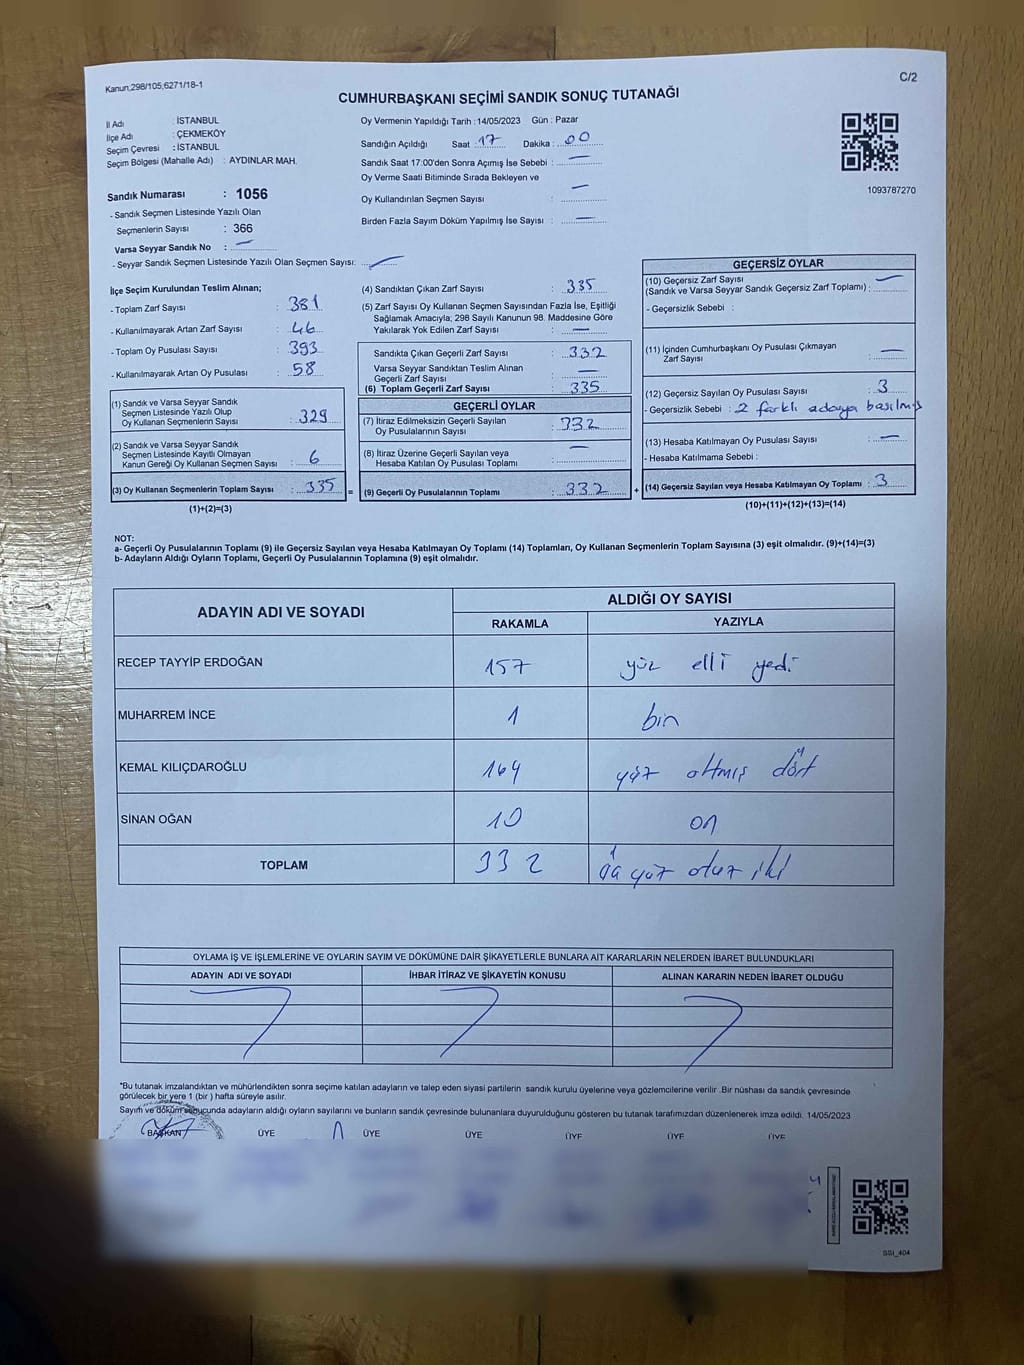 Kanun,298/105,6271/18-1
C/2
CUMHURBAŞKANI SEÇİMİ SANDIK SONUÇ TUTANAĞI
İl Adı : İSTANBUL
İlçe Adı : ÇEKMEKÖY
Seçim Çevresi : İSTANBUL
Seçim Bölgesi (Mahalle Adı) : AYDINLAR MAH.
Sandık Numarası : 1056
- Sandık Seçmen Listesinde Yazılı Olan
Seçmenlerin Sayısı : 366
Varsa Seyyar Sandık No : —
- Seyyar Sandık Seçmen Listesinde Yazılı Olan Seçmen Sayısı:
Oy Vermenin Yapıldığı Tarih :14/05/2023 Gün : Pazar
Sandığın Açıldığı Saat : 17 Dakika : 00
Sandık Saat 17:00'den Sonra Açımış İse Sebebi : —
Oy Verme Saati Bitiminde Sırada Bekleyen ve
Oy Kullandırılan Seçmen Sayısı : —
Birden Fazla Sayım Döküm Yapılmış İse Sayısı : —
1093787270
İlçe Seçim Kurulundan Teslim Alınan;
- Toplam Zarf Sayısı : 381
- Kullanılmayarak Artan Zarf Sayısı : 46
- Toplam Oy Pusulası Sayısı : 393
- Kullanılmayarak Artan Oy Pusulası : 58
(1) Sandık ve Varsa Seyyar Sandık
Seçmen Listesinde Yazılı Olup
Oy Kullanan Seçmenlerin Sayısı : 329
(2) Sandık ve Varsa Seyyar Sandık
Seçmen Listesinde Kayıtlı Olmayan
Kanun Gereği Oy Kullanan Seçmen Sayısı : 6
(3) Oy Kullanan Seçmenlerin Toplam Sayısı : 335 =
(1)+(2)=(3)
(4) Sandıktan Çıkan Zarf Sayısı : 335
(5) Zarf Sayısı Oy Kullanan Seçmen Sayısından Fazla İse, Eşitliği
Sağlamak Amacıyla; 298 Sayılı Kanunun 98. Maddesine Göre
Yakılarak Yok Edilen Zarf Sayısı : —
Sandıkta Çıkan Geçerli Zarf Sayısı : 332
Varsa Seyyar Sandıktan Teslim Alınan
Geçerli Zarf Sayısı : —
(6) Toplam Geçerli Zarf Sayısı : 335
GEÇERLİ OYLAR
(7) İtiraz Edilmeksizin Geçerli Sayılan
Oy Pusulalarının Sayısı : 332
(8) İtiraz Üzerine Geçerli Sayılan veya
Hesaba Katılan Oy Pusulası Toplamı : —
(9) Geçerli Oy Pusulalarının Toplamı : 332 +
GEÇERSİZ OYLAR
(10) Geçersiz Zarf Sayısı
(Sandık ve Varsa Seyyar Sandık Geçersiz Zarf Toplamı) : —
- Geçersizlik Sebebi :
(11) İçinden Cumhurbaşkanı Oy Pusulası Çıkmayan
Zarf Sayısı : —
(12) Geçersiz Sayılan Oy Pusulası Sayısı : 3
- Geçersizlik Sebebi : 2 farklı adaya basılmış
(13) Hesaba Katılmayan Oy Pusulası Sayısı : —
- Hesaba Katılmama Sebebi :
(14) Geçersiz Sayılan veya Hesaba Katılmayan Oy Toplamı : 3
(10)+(11)+(12)+(13)=(14)
NOT:
a- Geçerli Oy Pusulalarının Toplamı (9) ile Geçersiz Sayılan veya Hesaba Katılmayan Oy Toplamı (14) Toplamları, Oy Kullanan Seçmenlerin Toplam Sayısına (3) eşit olmalıdır. (9)+(14)=(3)
b- Adayların Aldığı Oyların Toplamı, Geçerli Oy Pusulalarının Toplamına (9) eşit olmalıdır.
ADAYIN ADI VE SOYADI ALDIĞI OY SAYISI
RAKAMLA YAZIYLA
RECEP TAYYİP ERDOĞAN 157 yüz elli yedi
MUHARREM İNCE 1 bin
KEMAL KILIÇDAROĞLU 164 yüz altmış dört
SİNAN OĞAN 10 on
TOPLAM 332 yüz otuz iki
OYLAMA İŞ VE İŞLEMLERİNE VE OYLARIN SAYIM VE DÖKÜMÜNE DAİR ŞİKAYETLERLE BUNLARA AİT KARARLARIN NELERDEN İBARET BULUNDUKLARI
ADAYIN ADI VE SOYADI İHBAR İTİRAZ VE ŞİKAYETİN KONUSU ALINAN KARARIN NEDEN İBARET OLDUĞU
*Bu tutanak imzalandıktan ve mühürlendikten sonra seçime katılan adayların ve talep eden siyasi partilerin sandık kurulu üyelerine veya gözlemcilerine verilir .Bir nüshası da sandık çevresinde
görülecek bir yere 1 (bir ) hafta süreyle asılır.
Sayım ve döküm sonucunda adayların aldığı oyların sayılarını ve bunların sandık çevresinde bulunanlara duyurulduğunu gösteren bu tutanak tarafımızdan düzenlenerek imza edildi. 14/05/2023
BAŞKAN ÜYE ÜYE ÜYE ÜYE ÜYE ÜYE
SSI_404